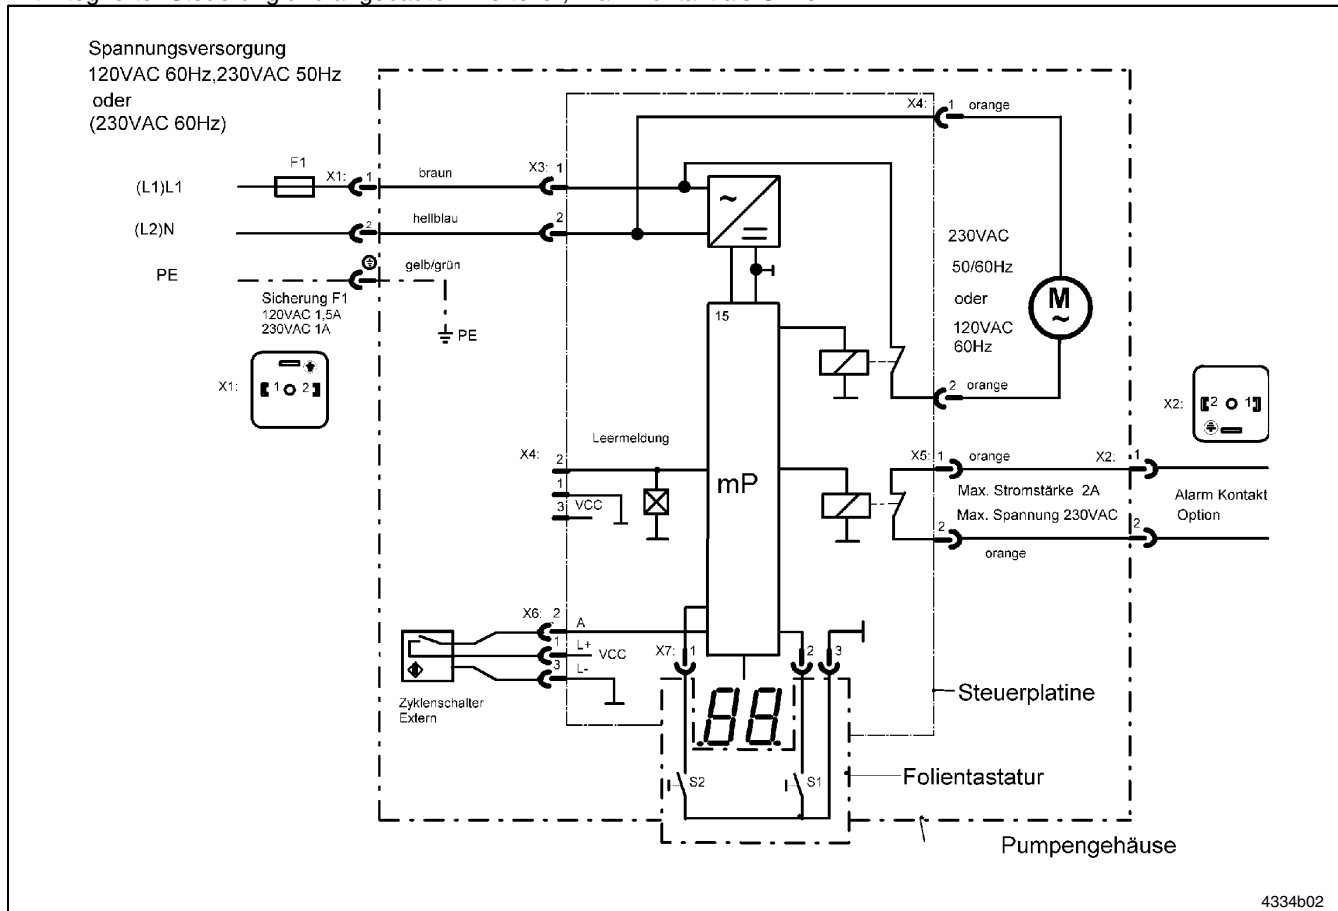 Spannungsversorgung
120VAC 60Hz,230VAC 50Hz
oder
(230VAC 60Hz)
X4: 1 orange
F1
(L1)L1
X1: 1
braun
X3: 1
~
(L2)N
2
hellblau
2
PE
gelb/grün
Sicherung F1
120VAC 1,5A
230VAC 1A
PE
X1:
1 2
15
230VAC
50/60Hz
oder
120VAC
60Hz
M
~
2 orange
X2:
2 1
Leermeldung
X4: 2
1
3 VCC
mP
X5: 1 orange
X2: 1
Max. Stromstärke 2A
Max. Spannung 230VAC
Alarm Kontakt
Option
2
orange
2
X6: 2 A
1 L+
VCC
3 L-
Zyklenschalter
Extern
X7: 1
2
3
.88.
S2
S1
Steuerplatine
Folientastatur
Pumpengehäuse
4334b02